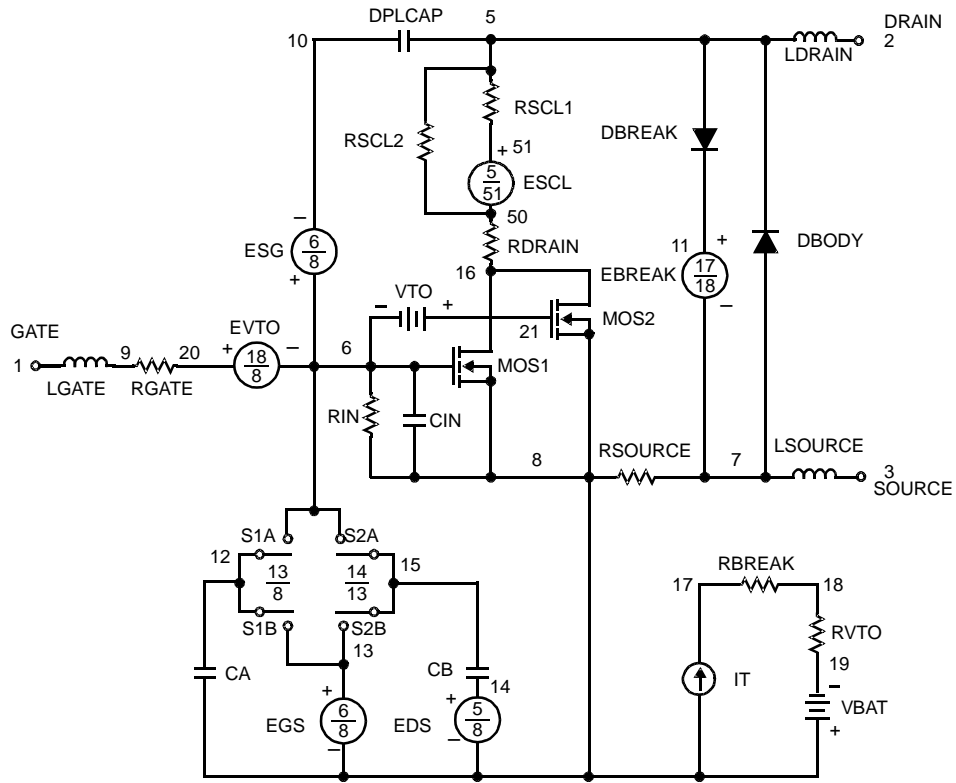 DPLCAP 5 DRAIN
10 2
LDRAIN
RSCL1
RSCL2 DBREAK
+ 51
5
51 ESCL
50
− RDRAIN
ESG 6
8 11 + DBODY
+ 16 EBREAK 17
18
VTO − + MOS2 −
GATE 21
EVTO
1 9 20 + 18
8 − 6 MOS1
LGATE RGATE
RIN CIN
8 RSOURCE 7 LSOURCE
3
SOURCE
S1A S2A
12 13
8 14
13 15
RBREAK
17 18
S1B S2B
13 RVTO
CA CB 19
+ + 14 IT −
EGS 6
8 EDS 5
8 VBAT
− − +